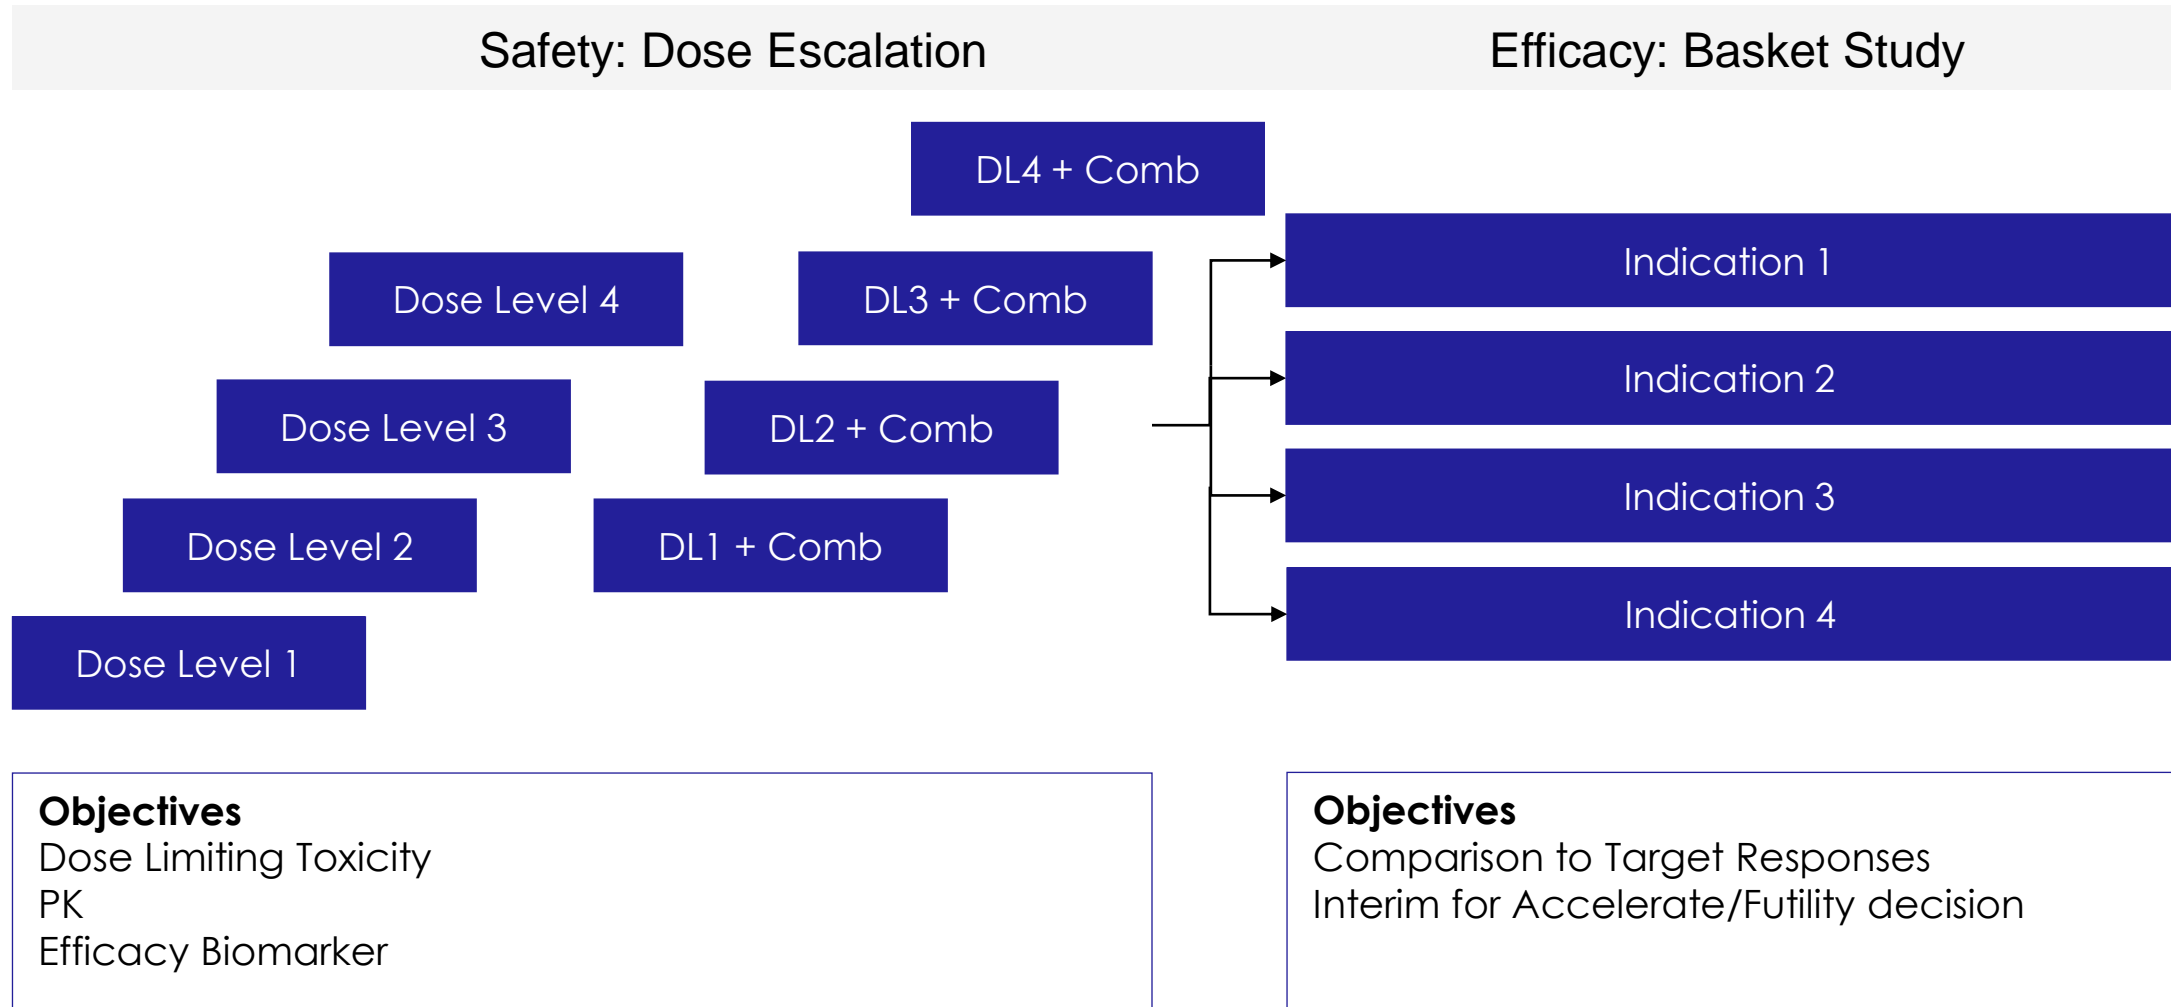 Safety: Dose Escalation
Efficacy: Basket Study
DL4 + Comb
Dose Level 4
DL3 + Comb
Dose Level 3
DL2 + Comb
Dose Level 2
DL1 + Comb
Dose Level 1
Indication 1
Indication 2
Indication 3
Indication 4
Objectives
Dose Limiting Toxicity
PK
Efficacy Biomarker
Objectives
Comparison to Target Responses
Interim for Accelerate/Futility decision